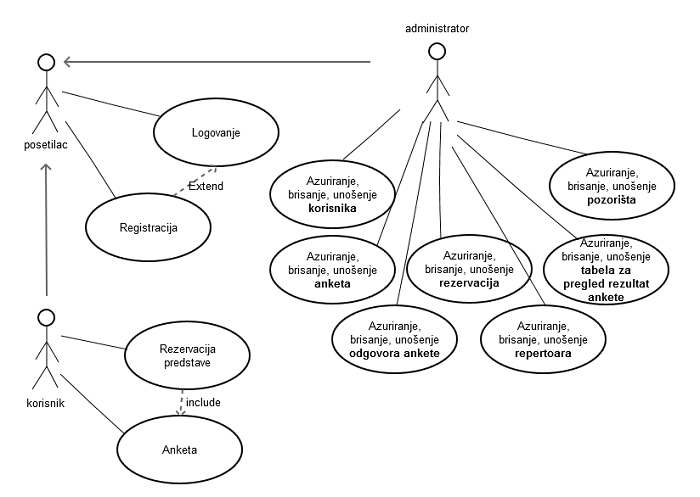 administrator
posetilac
Logovanje
Extend
Registracija
Azuriranje,
brisanje, unošenje
korisnika
Azuriranje,
brisanje, unošenje
pozorišta
Azuriranje,
brisanje, unošenje
anketa
Azuriranje,
brisanje, unošenje
rezervacija
Azuriranje,
brisanje, unošenje
tabela za
pregled rezultat
ankete
Azuriranje,
brisanje, unošenje
odgovora ankete
Azuriranje,
brisanje, unošenje
repertoara
korisnik
Rezervacija
predstave
include
Anketa